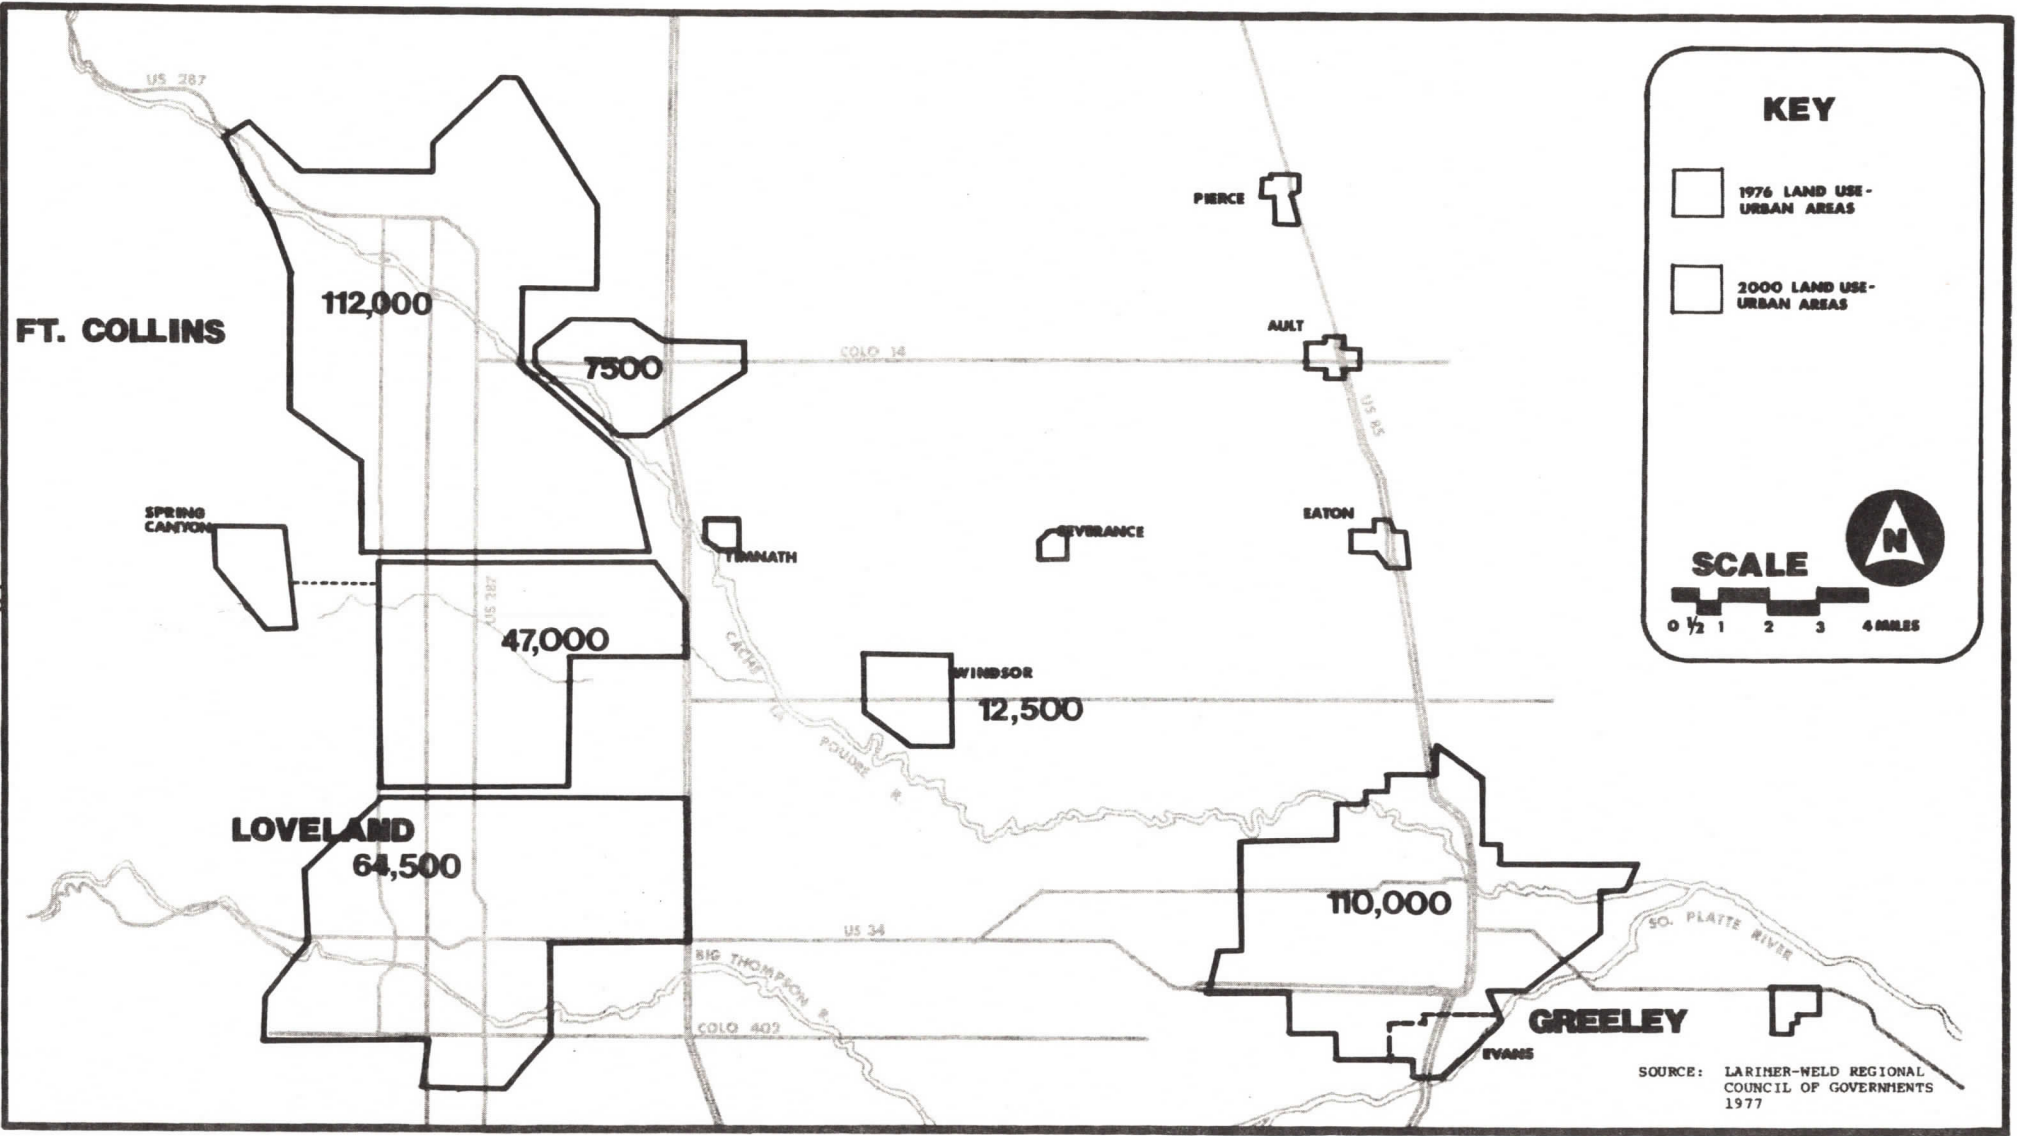 US 287
KEY
1976 LAND USE-
URBAN AREAS
2000 LAND USE-
URBAN AREAS
PIERCE
112,000
FT. COLLINS
7500
COLO 14
AULT
US 85
SPRING
CANYON
TIMNATH
SEVERANCE
EATON
N
SCALE
0 ½ 1 2 3 4 MILES
US 287
47,000
CACHE
LA
POUDRE
R.
WINDSOR
12,500
LOVELAND
64,500
110,000
US 34
SO. PLATTE RIVER
BIG THOMPSON R.
COLO 402
GREELEY
EVANS
SOURCE: LARIMER-WELD REGIONAL
COUNCIL OF GOVERNMENTS
1977